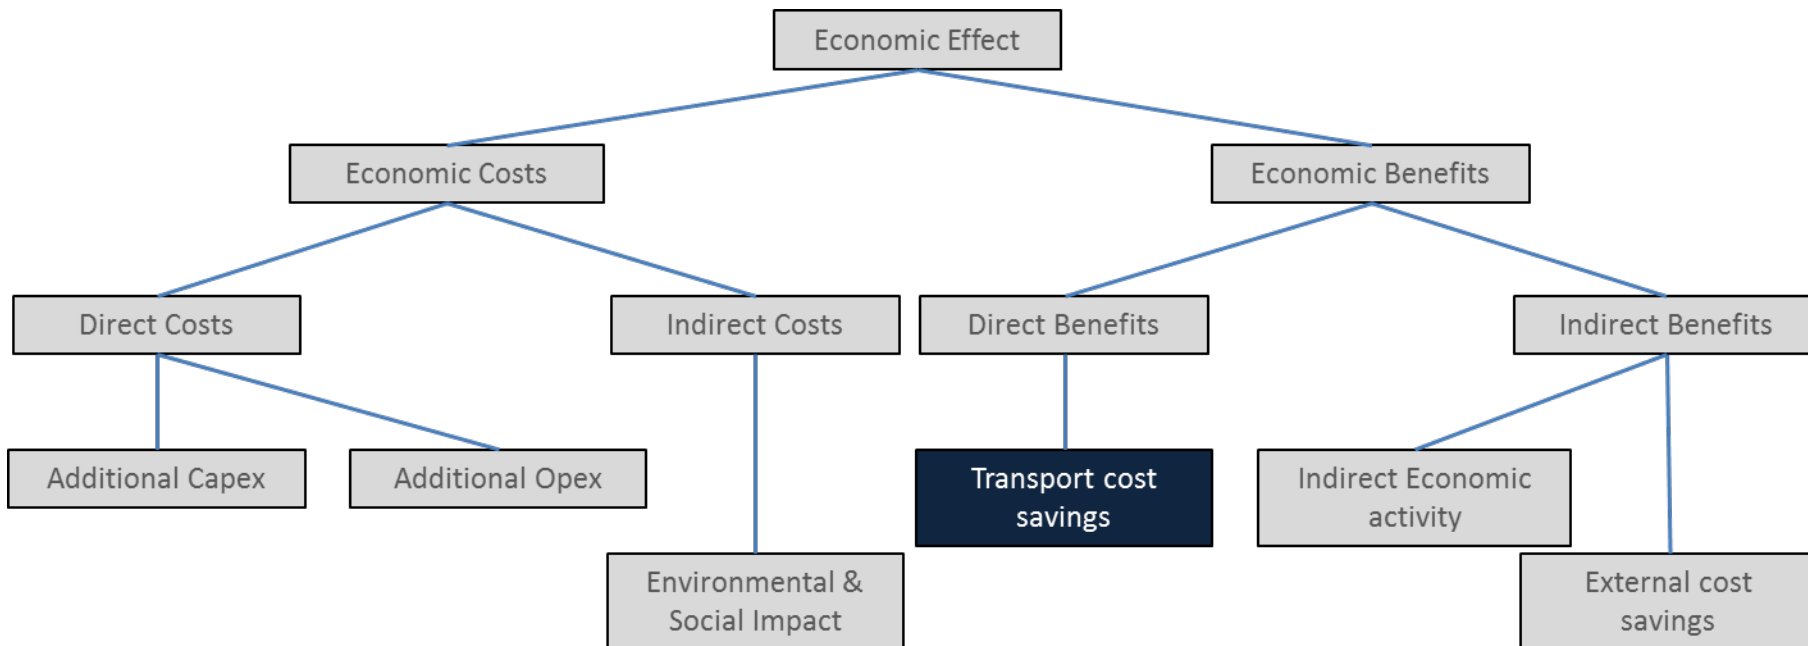 Economic Effect
Economic Costs
Economic Benefits
Direct Costs
Indirect Costs
Direct Benefits
Indirect Benefits
Additional Capex
Additional Opex
Transport cost
savings
Indirect Economic
activity
Environmental &
Social Impact
External cost
savings